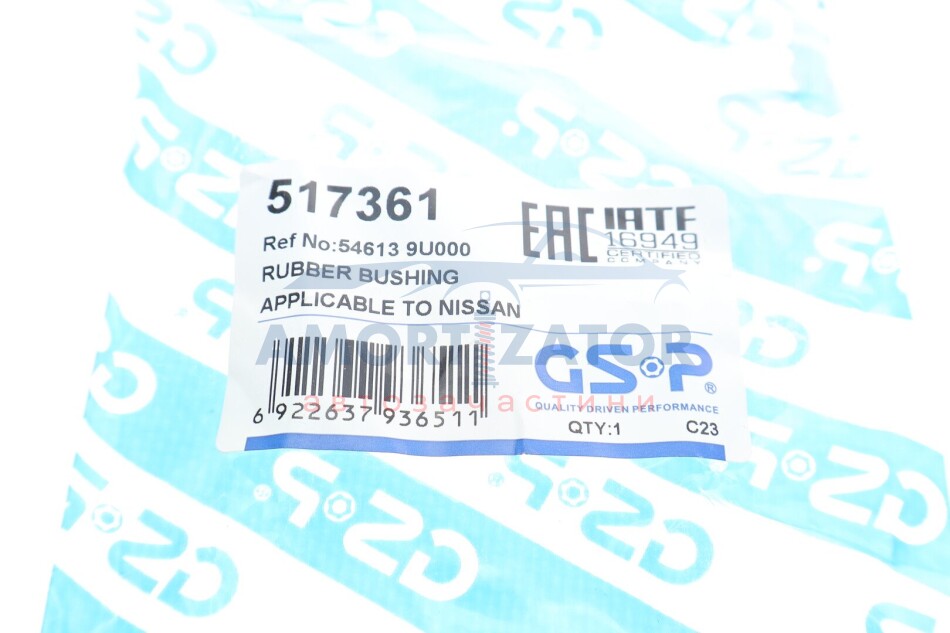 517361
Ref No:54613 9U000
RUBBER BUSHING
APPLICABLE TO NISSAN
EAC
IATF
16949
CERTIFIED
COMPANY
AMORTIZATOR
автозапчастини
6 922637 936511
GSP®
QUALITY DRIVEN PERFORMANCE
QTY:1
C23